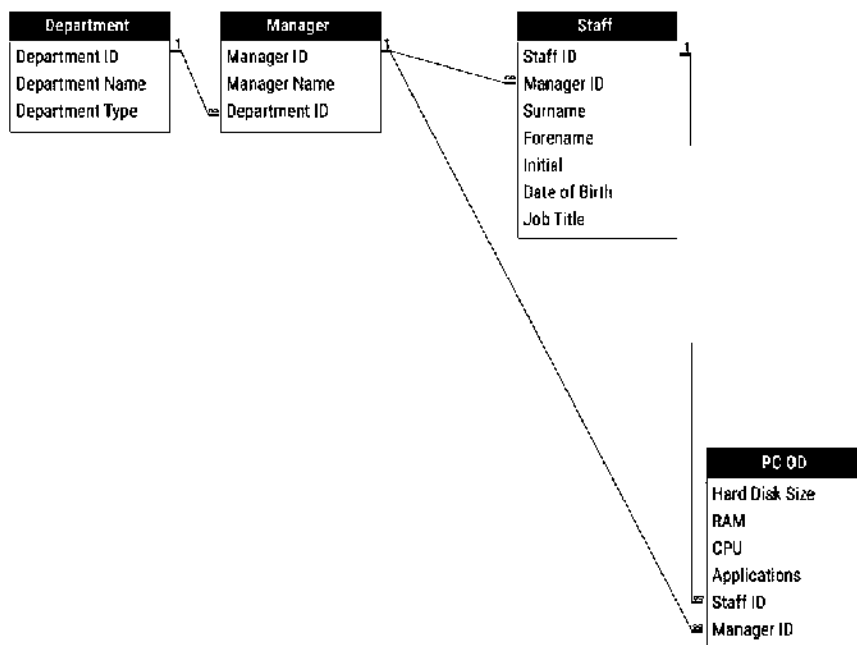 Department
Department ID
Department Name
Department Type
1
∞
Manager
Manager ID
Manager Name
Department ID
1
∞
Staff
Staff ID
Manager ID
Surname
Forename
Initial
Date of Birth
Job Title
1
PC OD
Hard Disk Size
RAM
CPU
Applications
Staff ID
Manager ID
∞
∞